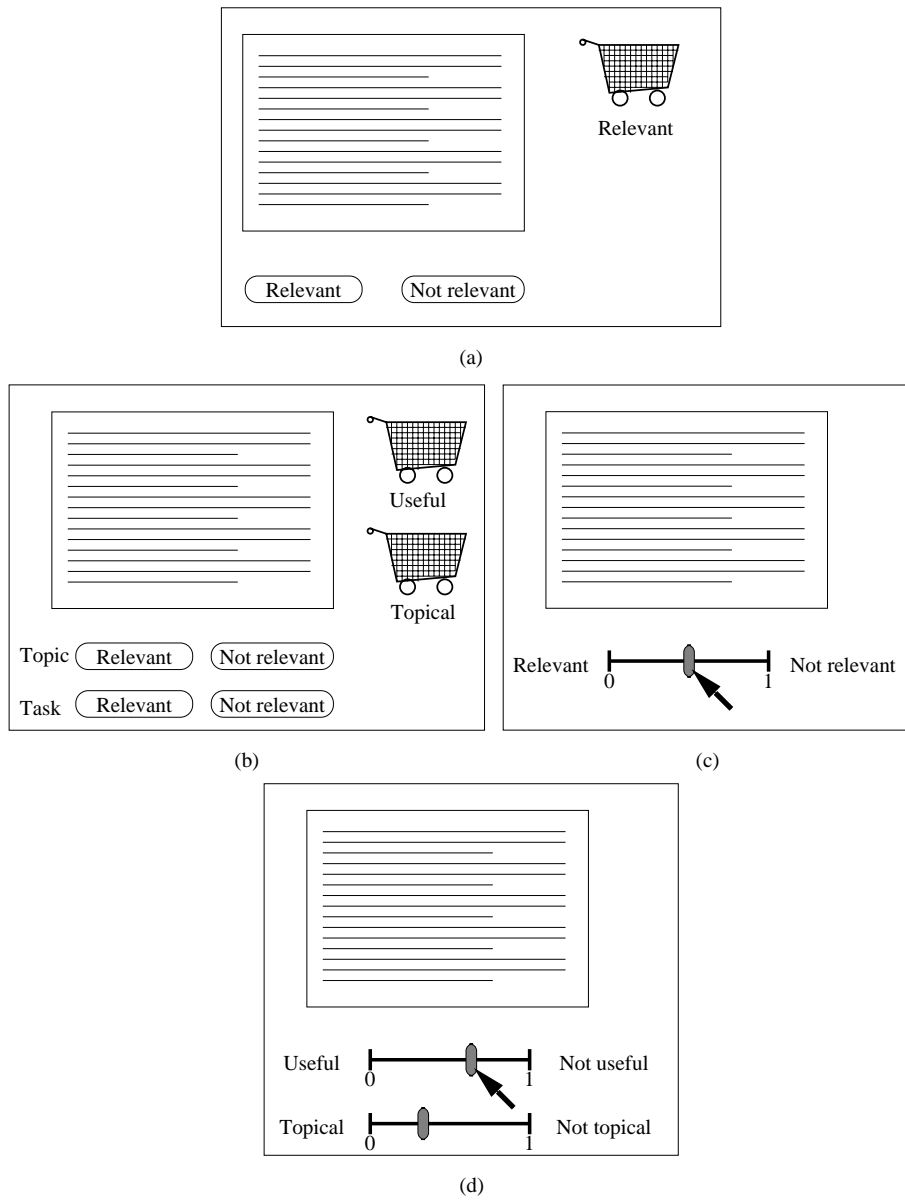 Relevant
Relevant Not relevant
(a)
Useful
Topical
Topic Relevant Not relevant
Task Relevant Not relevant
(b)
Relevant 0 1 Not relevant
(c)
Useful 0 1 Not useful
Topical 0 1 Not topical
(d)